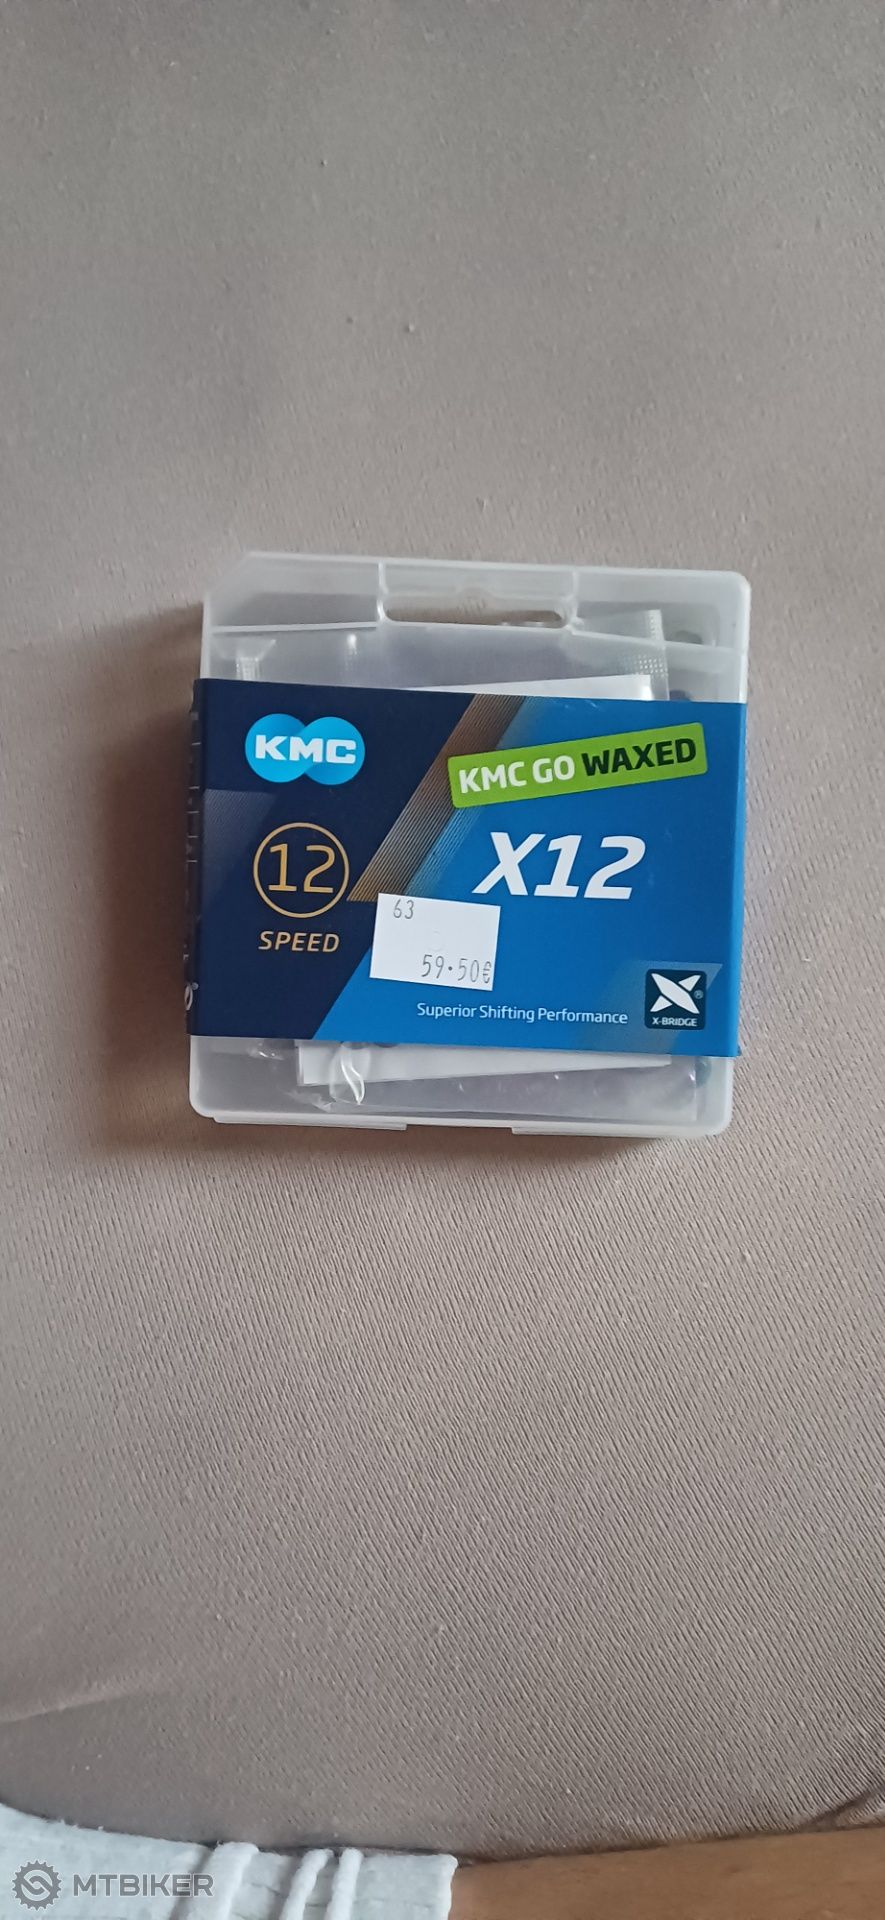 KMC
KMC GO WAXED
12
SPEED
X12
63
59.50€
Superior Shifting Performance
X-BRIDGE
MTBIKER